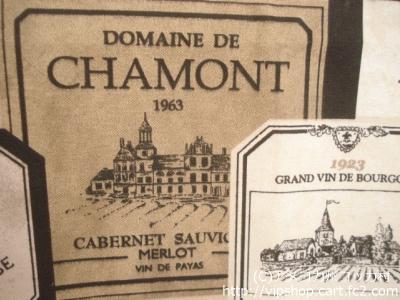 DOMAINE DE
CHAMONT
1963
CABERNET SAUVIG
MERLOT
VIN DE PAYAS
1923
GRAND VIN DE BOURGO
SE
http://vipshop.cart.fc2.com